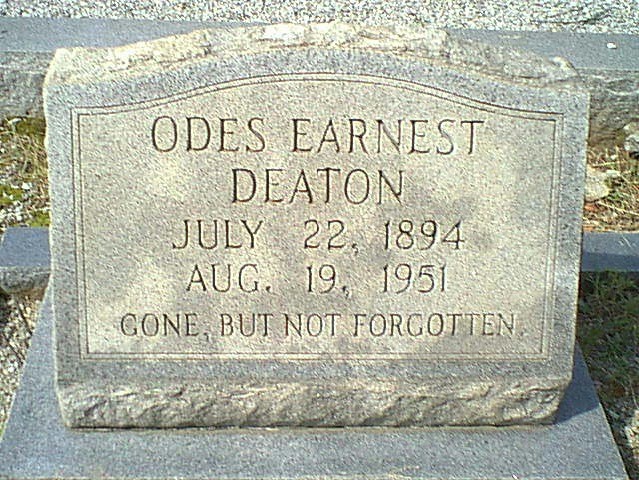 ODES EARNEST
DEATON
JULY 22, 1894
AUG. 19, 1951
GONE, BUT NOT FORGOTTEN.